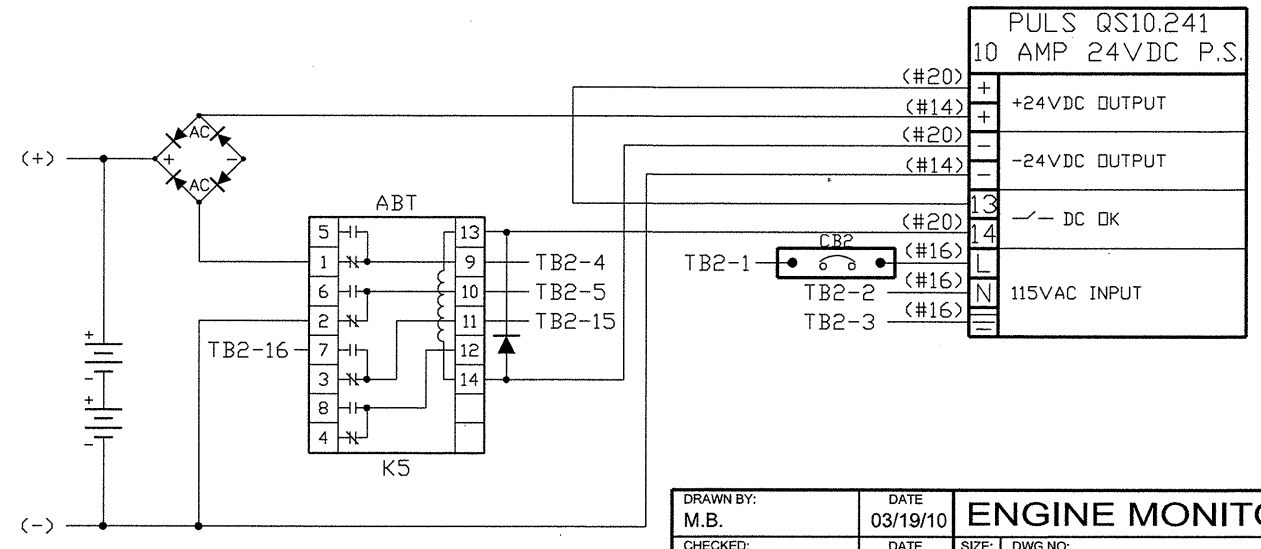 PULS QS10.241
10 AMP 24VDC P.S.
(#20)
+
+24VDC OUTPUT
(#14)
+
(#20)
-
-24VDC OUTPUT
(#14)
-
13
DC OK
(#20)
14
(#16)
L
(#16)
N
115VAC INPUT
(#16)
CB2
TB2-1
TB2-2
TB2-3
AC
+
-
AC
(+)
ABT
5
13
1
9
TB2-4
6
10
TB2-5
2
11
TB2-15
TB2-16
7
12
3
14
8
4
K5
+
-
+
-
(-)
DRAWN BY:
M.B.
DATE
03/19/10
ENGINE MONITO
CHECKED:
DATE
SIZE:
DWG NO: